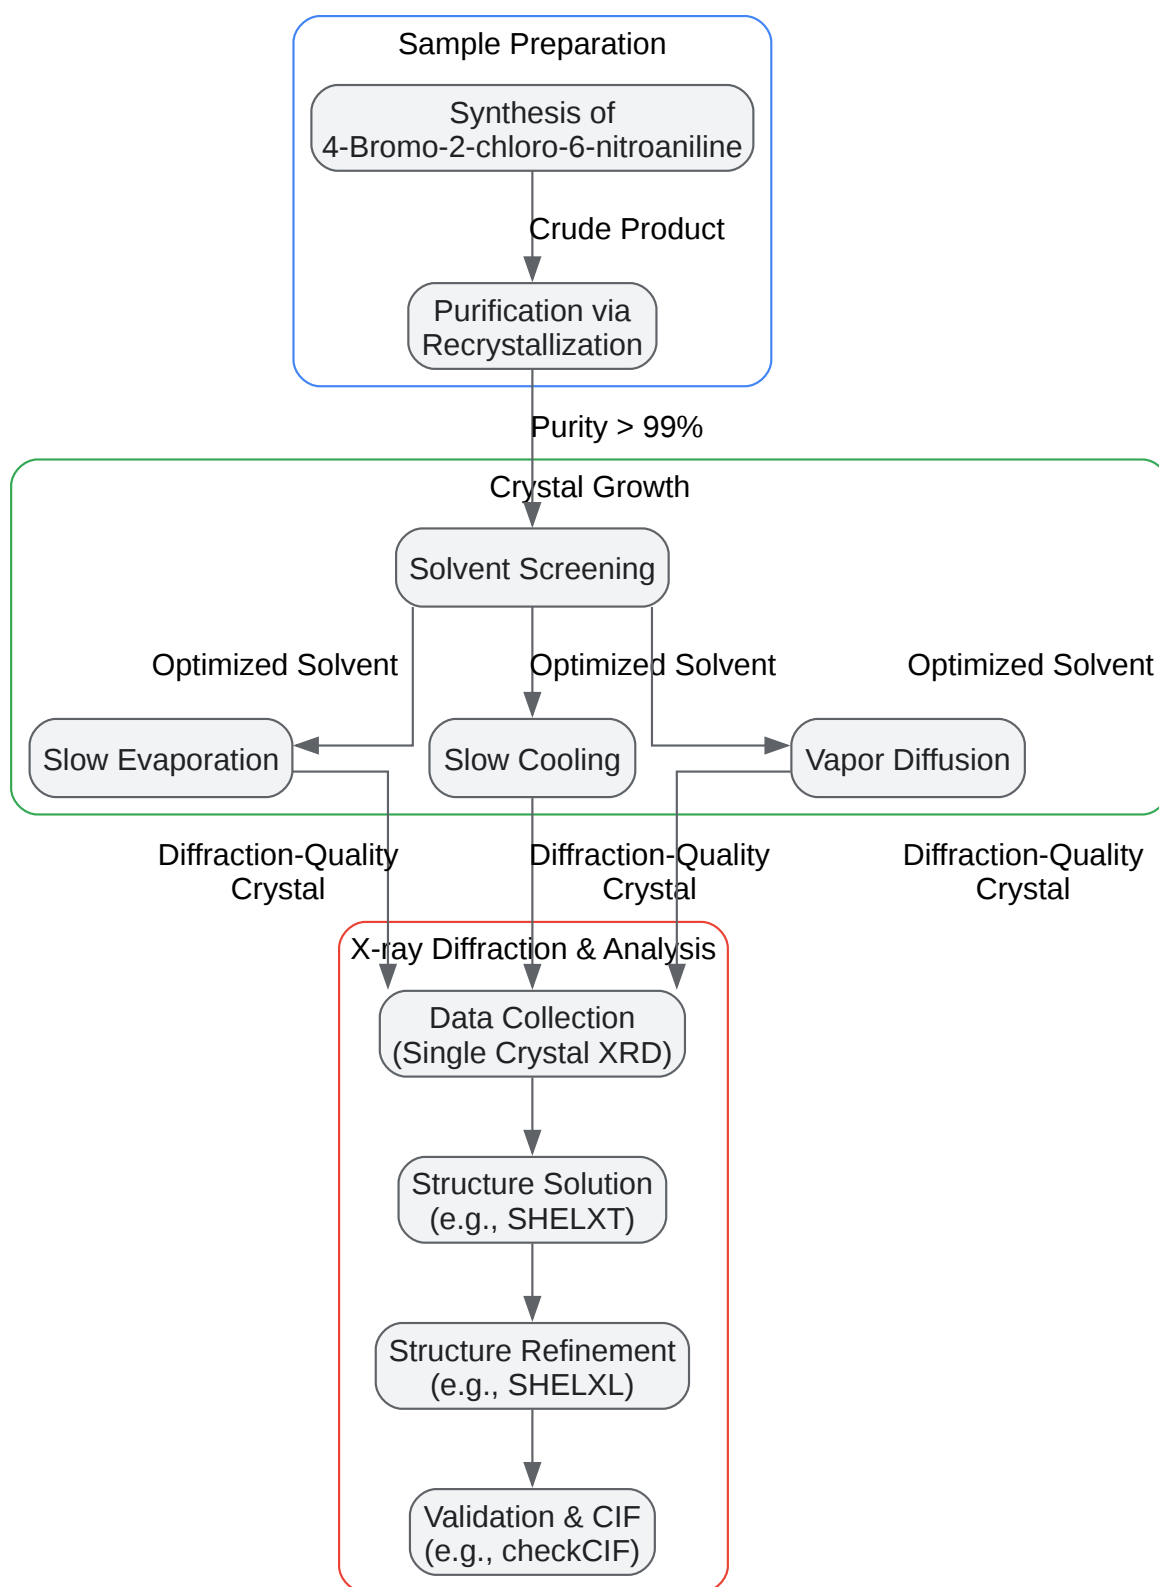 Sample Preparation
Synthesis of
4-Bromo-2-chloro-6-nitroaniline
Crude Product
Purification via
Recrystallization
Purity > 99%
Crystal Growth
Solvent Screening
Optimized Solvent
Optimized Solvent
Optimized Solvent
Slow Evaporation
Slow Cooling
Vapor Diffusion
Diffraction-Quality
Crystal
Diffraction-Quality
Crystal
Diffraction-Quality
Crystal
X-ray Diffraction & Analysis
Data Collection
(Single Crystal XRD)
Structure Solution
(e.g., SHELXT)
Structure Refinement
(e.g., SHELXL)
Validation & CIF
(e.g., checkCIF)